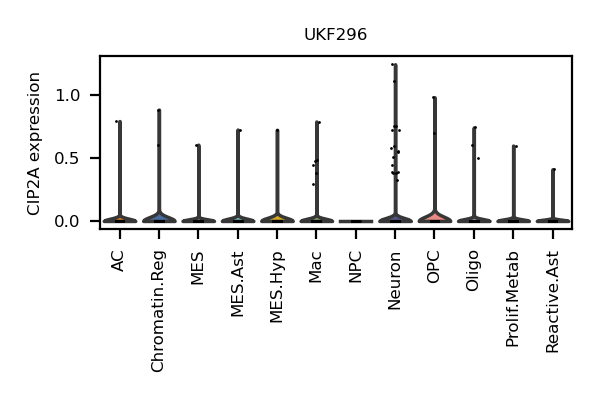 UKF296
CIP2A expression
1.0
0.5
0.0
AC
Chromatin.Reg
MES
MES.Ast
MES.Hyp
Mac
NPC
Neuron
OPC
Oligo
Prolif.Metab
Reactive.Ast